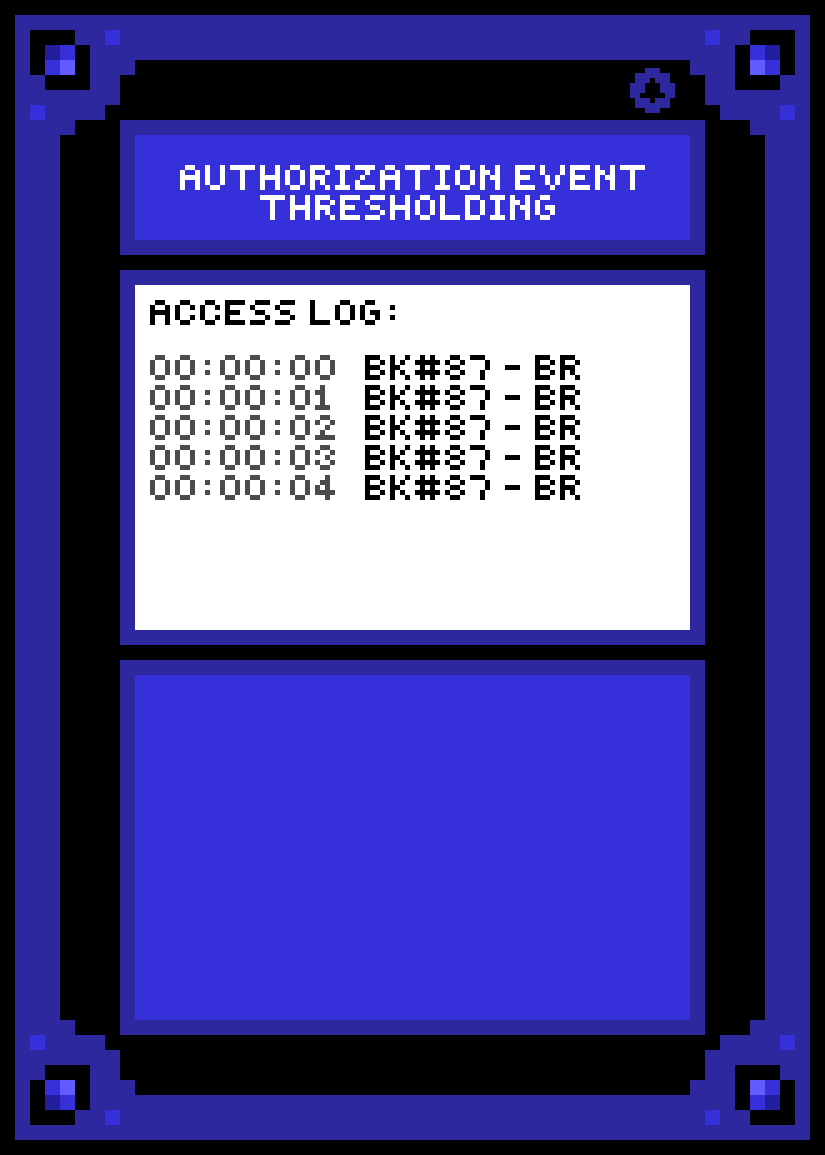 AUTHORIZATION EVENT
THRESHOLDING
ACCESS LOG:
00:00:00 BK#87 - BR
00:00:01 BK#87 - BR
00:00:02 BK#87 - BR
00:00:03 BK#87 - BR
00:00:04 BK#87 - BR